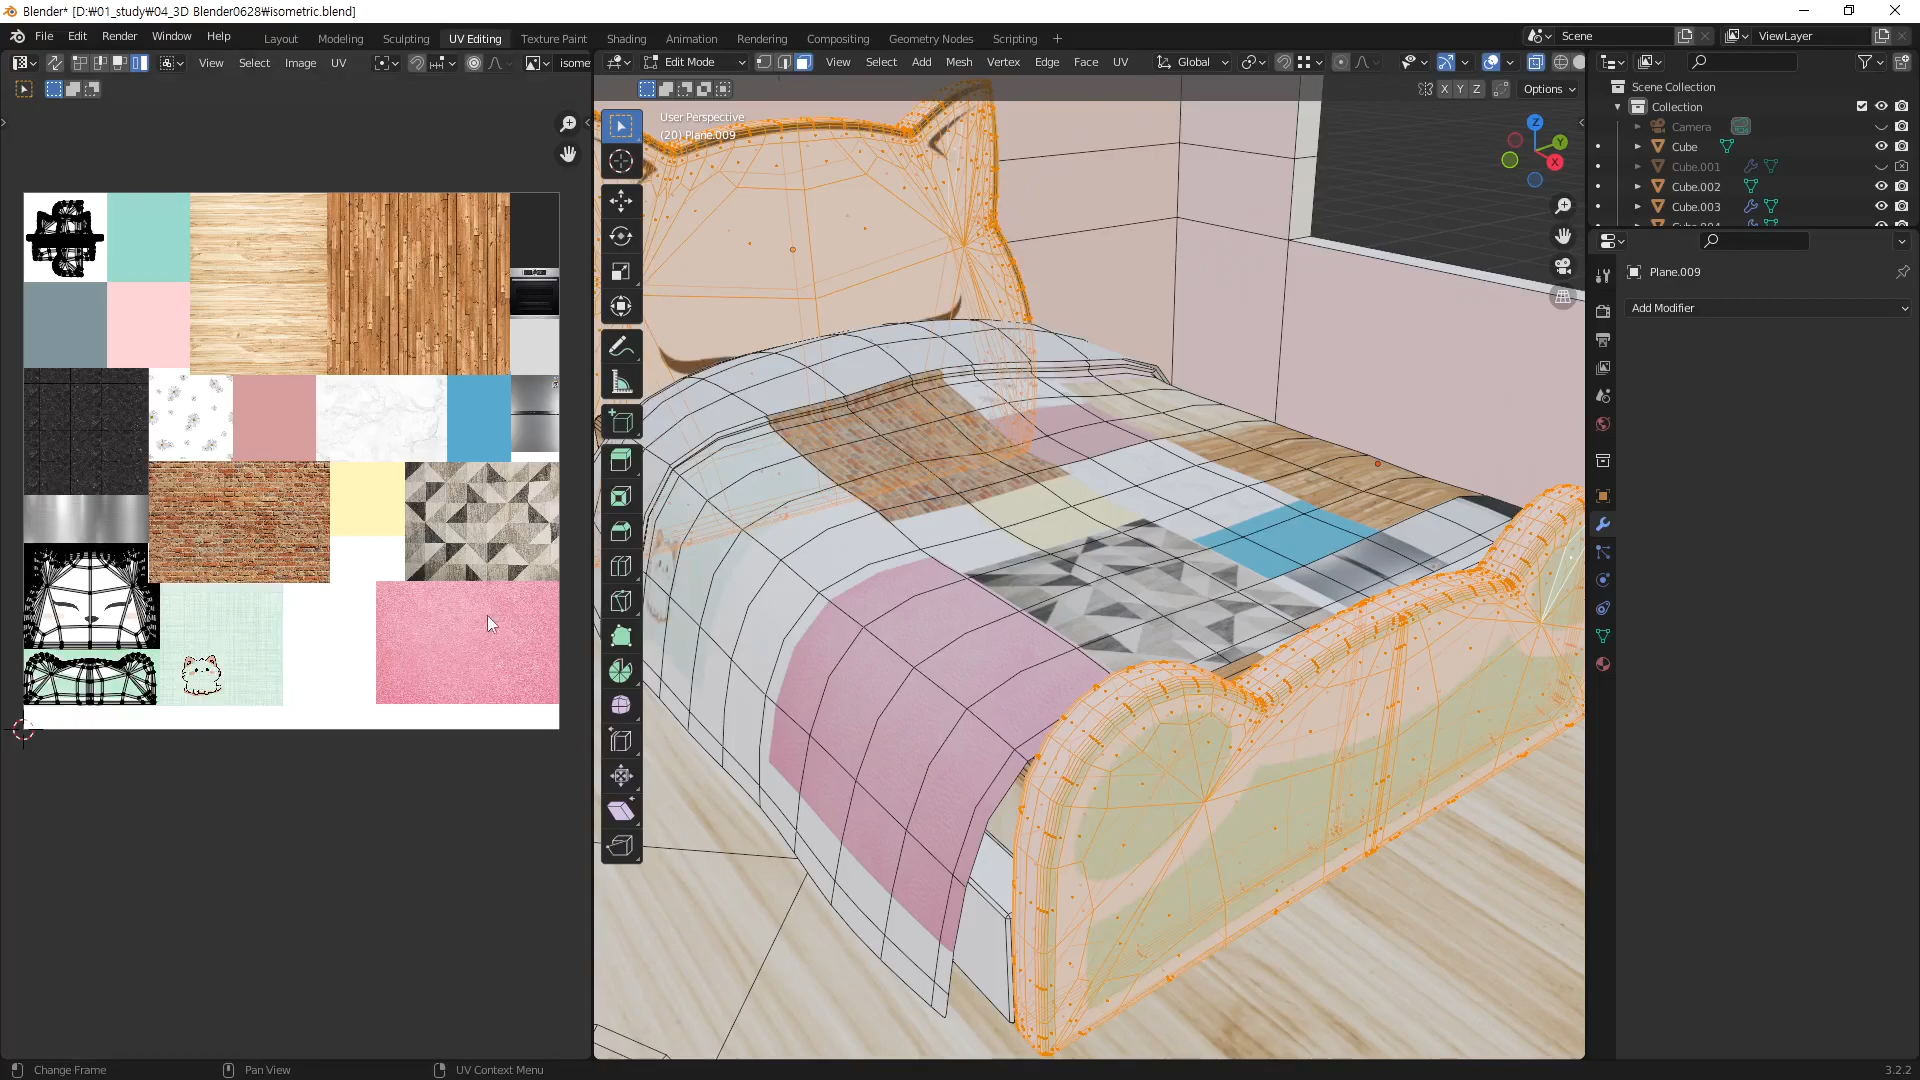 Blender* [D:₩01_study₩04_3D Blender0628₩isometric.blend]
File Edit Render Window Help Layout Modeling Sculpting UV Editing Texture Paint Shading Animation Rendering Compositing Geometry Nodes Scripting + Scene ViewLayer
View Select Image UV isome Edit Mode View Select Add Mesh Vertex Edge Face UV Global
X Y Z Options
User Perspective
(20) Plane.009
Z
Y
X
Scene Collection
Collection
Camera
Cube
Cube.001
Cube.002
Cube.003
Plane.009
Add Modifier
Change Frame Pan View UV Context Menu 3.2.2